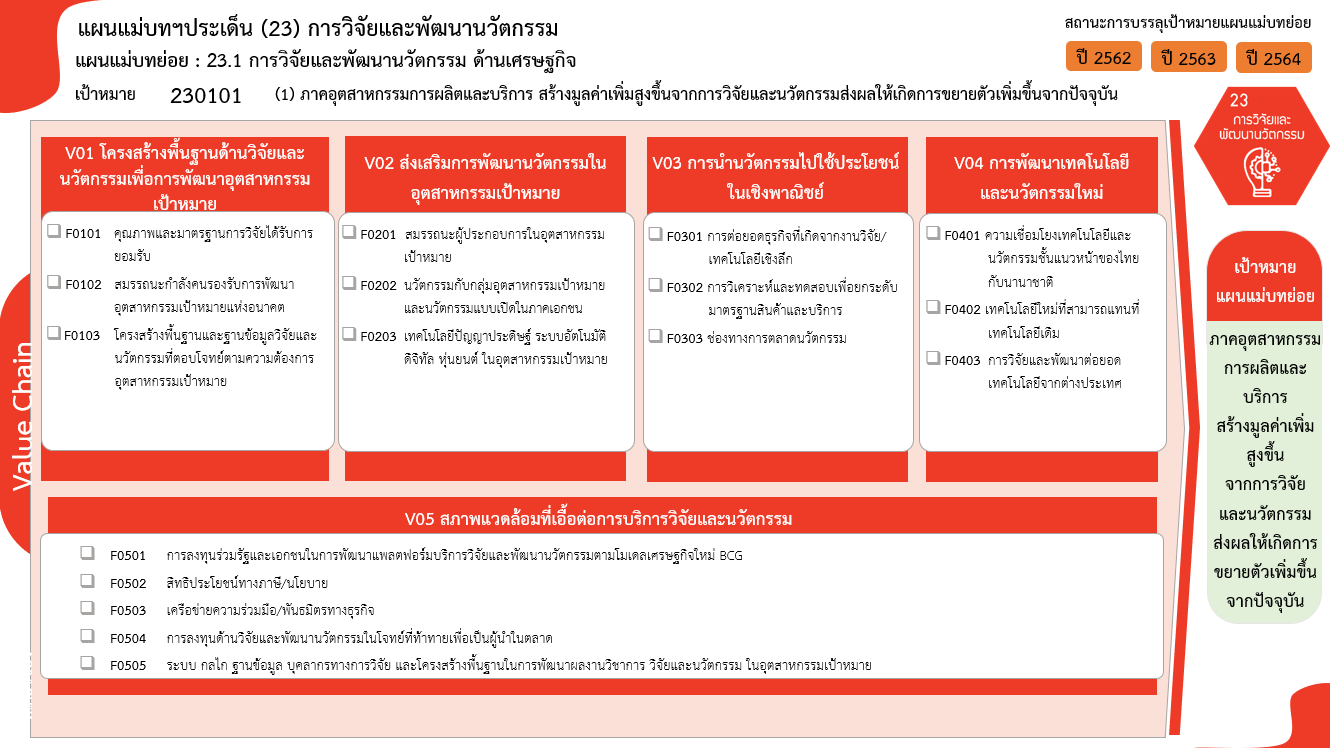 แผนแม่บทฯประเด็น (23) การวิจัยและพัฒนานวัตกรรม
แผนแม่บทย่อย : 23.1 การวิจัยและพัฒนานวัตกรรม ด้านเศรษฐกิจ
เป้าหมาย 230101 (1) ภาคอุตสาหกรรมการผลิตและบริการ สร้างมูลค่าเพิ่มสูงขึ้นจากการวิจัยและนวัตกรรมส่งผลให้เกิดการขยายตัวเพิ่มขึ้นจากปัจจุบัน
สถานะการบรรลุเป้าหมายแผนแม่บทย่อย
ปี 2562 ปี 2563 ปี 2564
23
การวิจัยและ
พัฒนานวัตกรรม
Value Chain
V01 โครงสร้างพื้นฐานด้านวิจัยและ
นวัตกรรมเพื่อการพัฒนาอุตสาหกรรม
เป้าหมาย
F0101 คุณภาพและมาตรฐานการวิจัยได้รับการ
ยอมรับ
F0102 สมรรถนะกำลังคนรองรับการพัฒนา
อุตสาหกรรมเป้าหมายแห่งอนาคต
F0103 โครงสร้างพื้นฐานและฐานข้อมูลวิจัยและ
นวัตกรรมที่ตอบโจทย์ตามความต้องการ
อุตสาหกรรมเป้าหมาย
V02 ส่งเสริมการพัฒนานวัตกรรมใน
อุตสาหกรรมเป้าหมาย
F0201 สมรรถนะผู้ประกอบการในอุตสาหกรรม
เป้าหมาย
F0202 นวัตกรรมกับกลุ่มอุตสาหกรรมเป้าหมาย
และนวัตกรรมแบบเปิดในภาคเอกชน
F0203 เทคโนโลยีปัญญาประดิษฐ์ ระบบอัตโนมัติ
ดิจิทัล หุ่นยนต์ ในอุตสาหกรรมเป้าหมาย
V03 การนำนวัตกรรมไปใช้ประโยชน์
ในเชิงพาณิชย์
F0301 การต่อยอดธุรกิจที่เกิดจากงานวิจัย/
เทคโนโลยีเชิงลึก
F0302 การวิเคราะห์และทดสอบเพื่อยกระดับ
มาตรฐานสินค้าและบริการ
F0303 ช่องทางการตลาดนวัตกรรม
V04 การพัฒนาเทคโนโลยี
และนวัตกรรมใหม่
F0401 ความเชื่อมโยงเทคโนโลยีและ
นวัตกรรมชั้นแนวหน้าของไทย
กับนานาชาติ
F0402 เทคโนโลยีใหม่ที่สามารถแทนที่
เทคโนโลยีเดิม
F0403 การวิจัยและพัฒนาต่อยอด
เทคโนโลยีจากต่างประเทศ
V05 สภาพแวดล้อมที่เอื้อต่อการบริการวิจัยและนวัตกรรม
F0501 การลงทุนร่วมรัฐและเอกชนในการพัฒนาแพลตฟอร์มบริการวิจัยและพัฒนานวัตกรรมตามโมเดลเศรษฐกิจใหม่ BCG
F0502 สิทธิประโยชน์ทางภาษี/นโยบาย
F0503 เครือข่ายความร่วมมือ/พันธมิตรทางธุรกิจ
F0504 การลงทุนด้านวิจัยและพัฒนานวัตกรรมในโจทย์ที่ท้าทายเพื่อเป็นผู้นำในตลาด
F0505 ระบบ กลไก ฐานข้อมูล บุคลากรทางการวิจัย และโครงสร้างพื้นฐานในการพัฒนาผลงานวิชาการ วิจัยและนวัตกรรม ในอุตสาหกรรมเป้าหมาย
เป้าหมาย
แผนแม่บทย่อย
ภาคอุตสาหกรรม
การผลิตและ
บริการ
สร้างมูลค่าเพิ่ม
สูงขึ้น
จากการวิจัย
และนวัตกรรม
ส่งผลให้เกิดการ
ขยายตัวเพิ่มขึ้น
จากปัจจุบัน